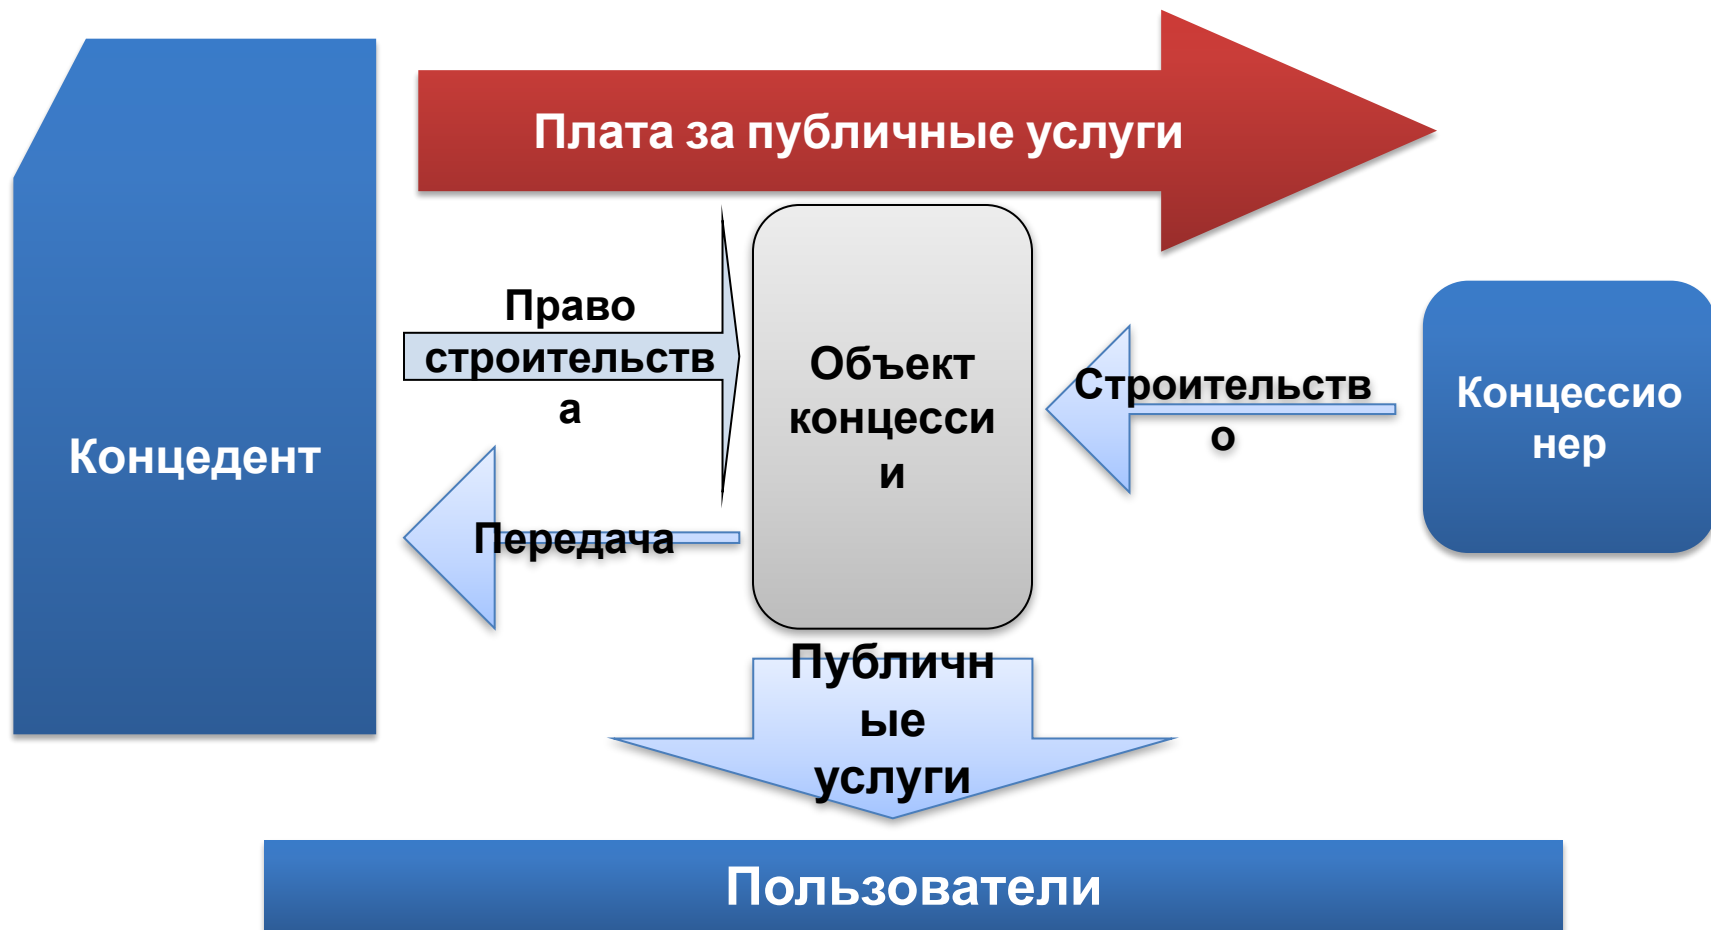 Плата за публичные услуги
Концедент
Право
строительств
а
Передача
Объект
концесси
и
Строительств
о
Концессио
нер
Публичн
ые
услуги
Пользователи